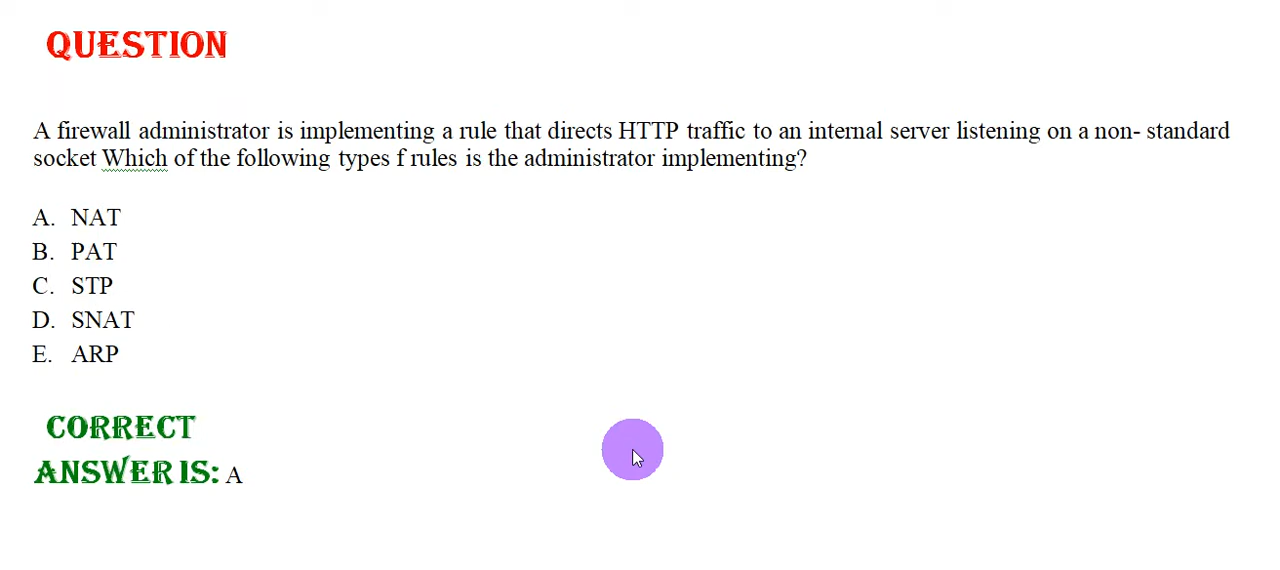 QUESTION
A firewall administrator is implementing a rule that directs HTTP traffic to an internal server listening on a non- standard
socket Which of the following types f rules is the administrator implementing?
A. NAT
B. PAT
C. STP
D. SNAT
E. ARP
CORRECT
ANSWER IS: A